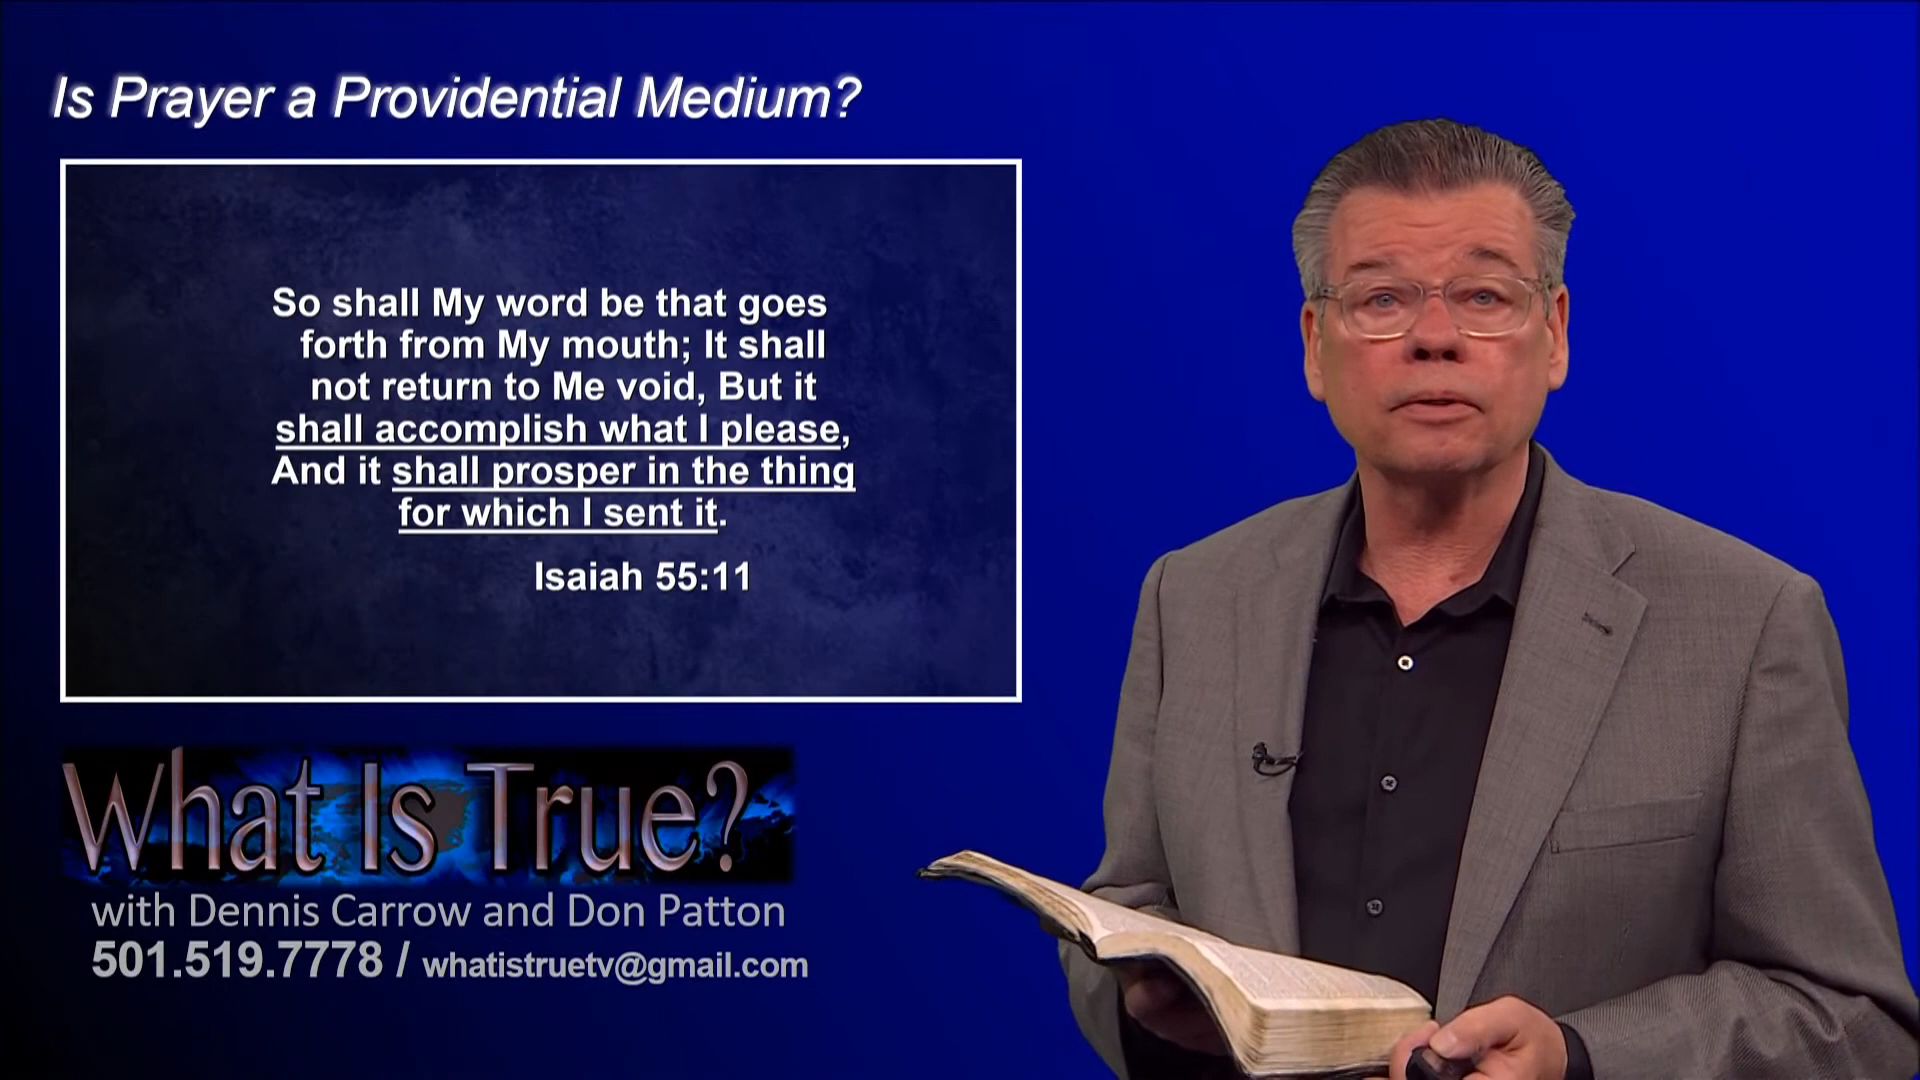 Is Prayer a Providential Medium?
So shall My word be that goes
forth from My mouth; It shall
not return to Me void, But it
shall accomplish what I please,
And it shall prosper in the thing
for which I sent it.
Isaiah 55:11
What Is True?
with Dennis Carrow and Don Patton
501.519.7778 / whatistruetv@gmail.com